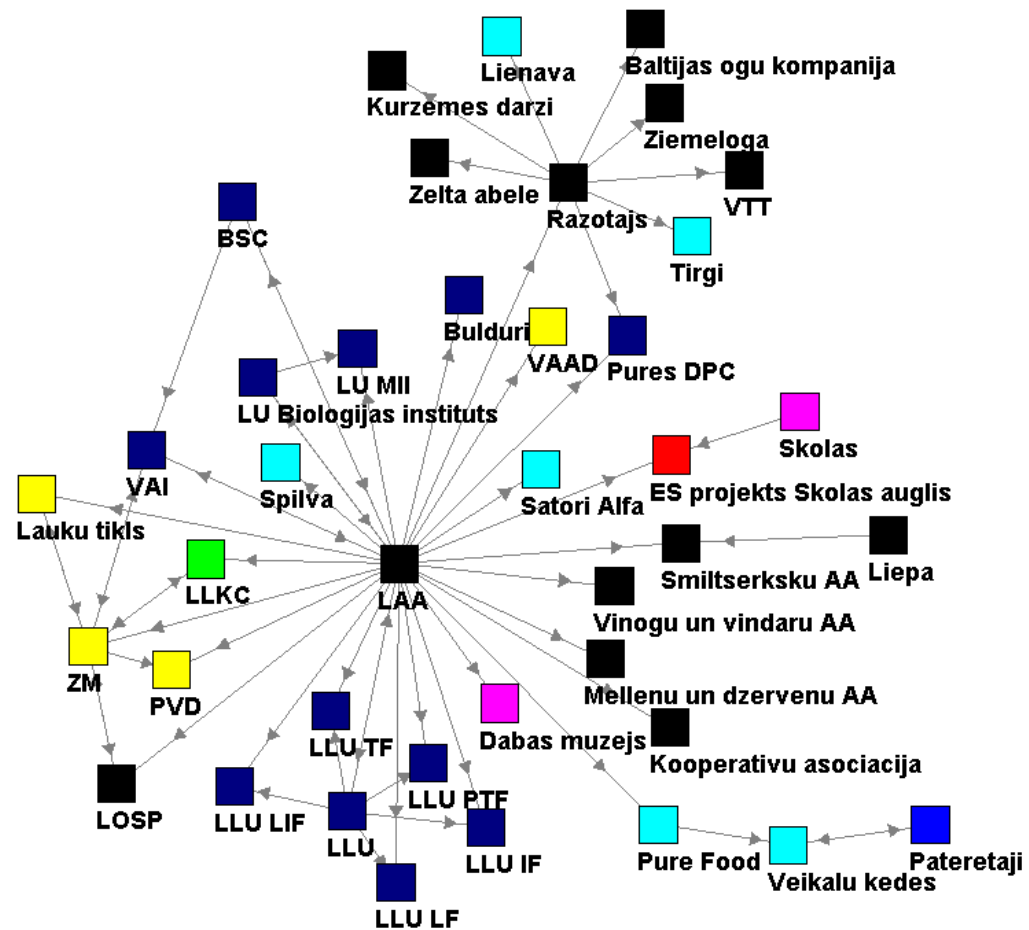 Lienava
Baltijas ogu kompanija
Kurzemes darzi
Ziemeloga
Zelta abele
VTT
Razotajs
BSC
Tirgi
Bulduri
VAAD
Pures DPC
LU MII
LU Biologijas instituts
Skolas
VAI
Spilva
Satori Alfa
ES projekts Skolas auglis
Lauku tikls
LLKC
LAA
Smiltserksku AA
Liepa
Vinogu un vindaru AA
ZM
PVD
Mellenu un dzervenu AA
LLU TF
Dabas muzejs
Kooperativu asociacija
LOSP
LLU LIF
LLU
LLU PTF
LLU IF
Pure Food
Veikalu kedes
Pateretaji
LLU LF